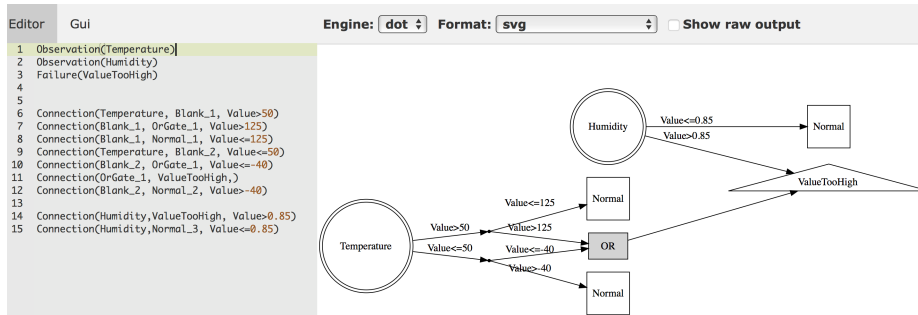 Editor Gui Engine: dot Format: svg Show raw output
1 Observation(Temperature)
2 Observation(Humidity)
3 Failure(ValueTooHigh)
4
5
6 Connection(Temperature, Blank_1, Value>50)
7 Connection(Blank_1, OrGate_1, Value>125)
8 Connection(Blank_1, Normal_1, Value<=125)
9 Connection(Temperature, Blank_2, Value<=50)
10 Connection(Blank_2, OrGate_1, Value<=-40)
11 Connection(OrGate_1, ValueTooHigh,)
12 Connection(Blank_2, Normal_2, Value>-40)
13
14 Connection(Humidity,ValueTooHigh, Value>0.85)
15 Connection(Humidity,Normal_3, Value<=0.85)
Humidity
Value<=0.85
Value>0.85
Normal
ValueTooHigh
Temperature
Value>50
Value<=50
Value<=125
Value>125
Value<=-40
Value>-40
Normal
OR
Normal